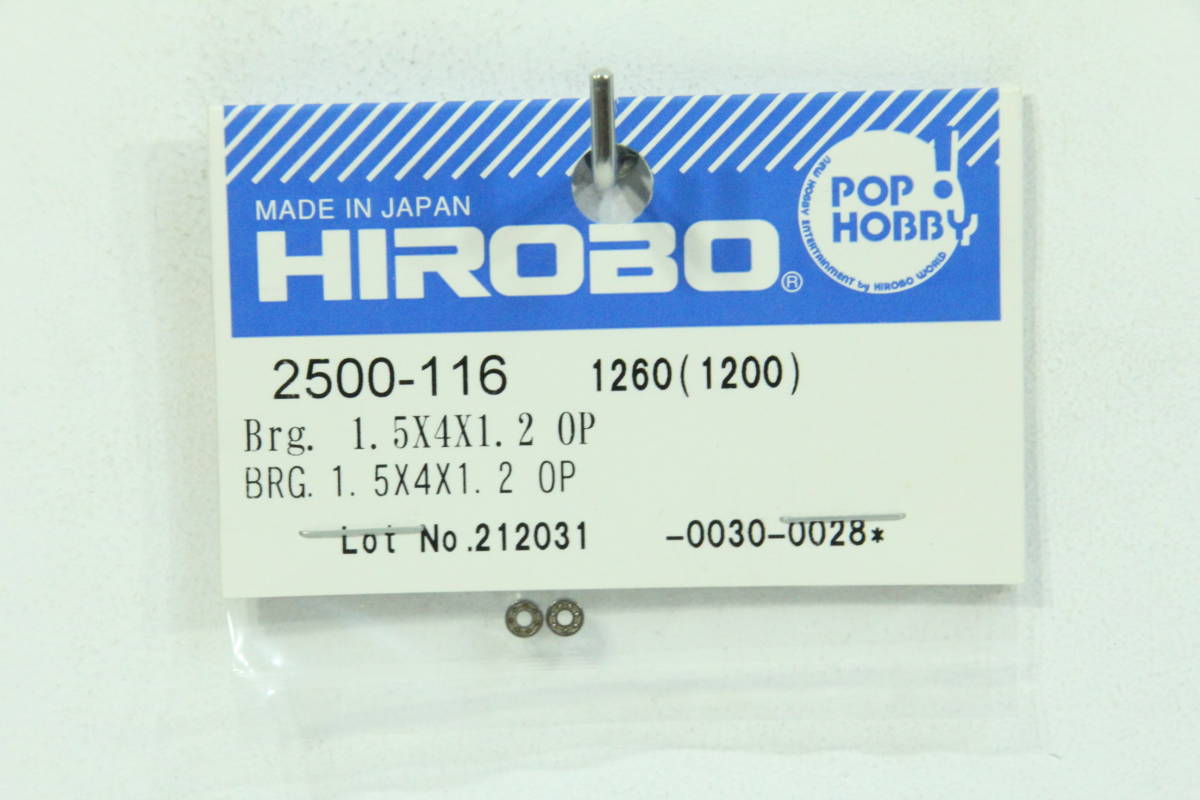 MADE IN JAPAN
HIROBO®
POP!
HOBBY
NEW HOBBY ENTERTAINMENT by HIROBO WORLD
2500-116 1260(1200)
Brg. 1.5X4X1.2 OP
BRG. 1.5X4X1.2 OP
Lot No.212031 -0030-0028*